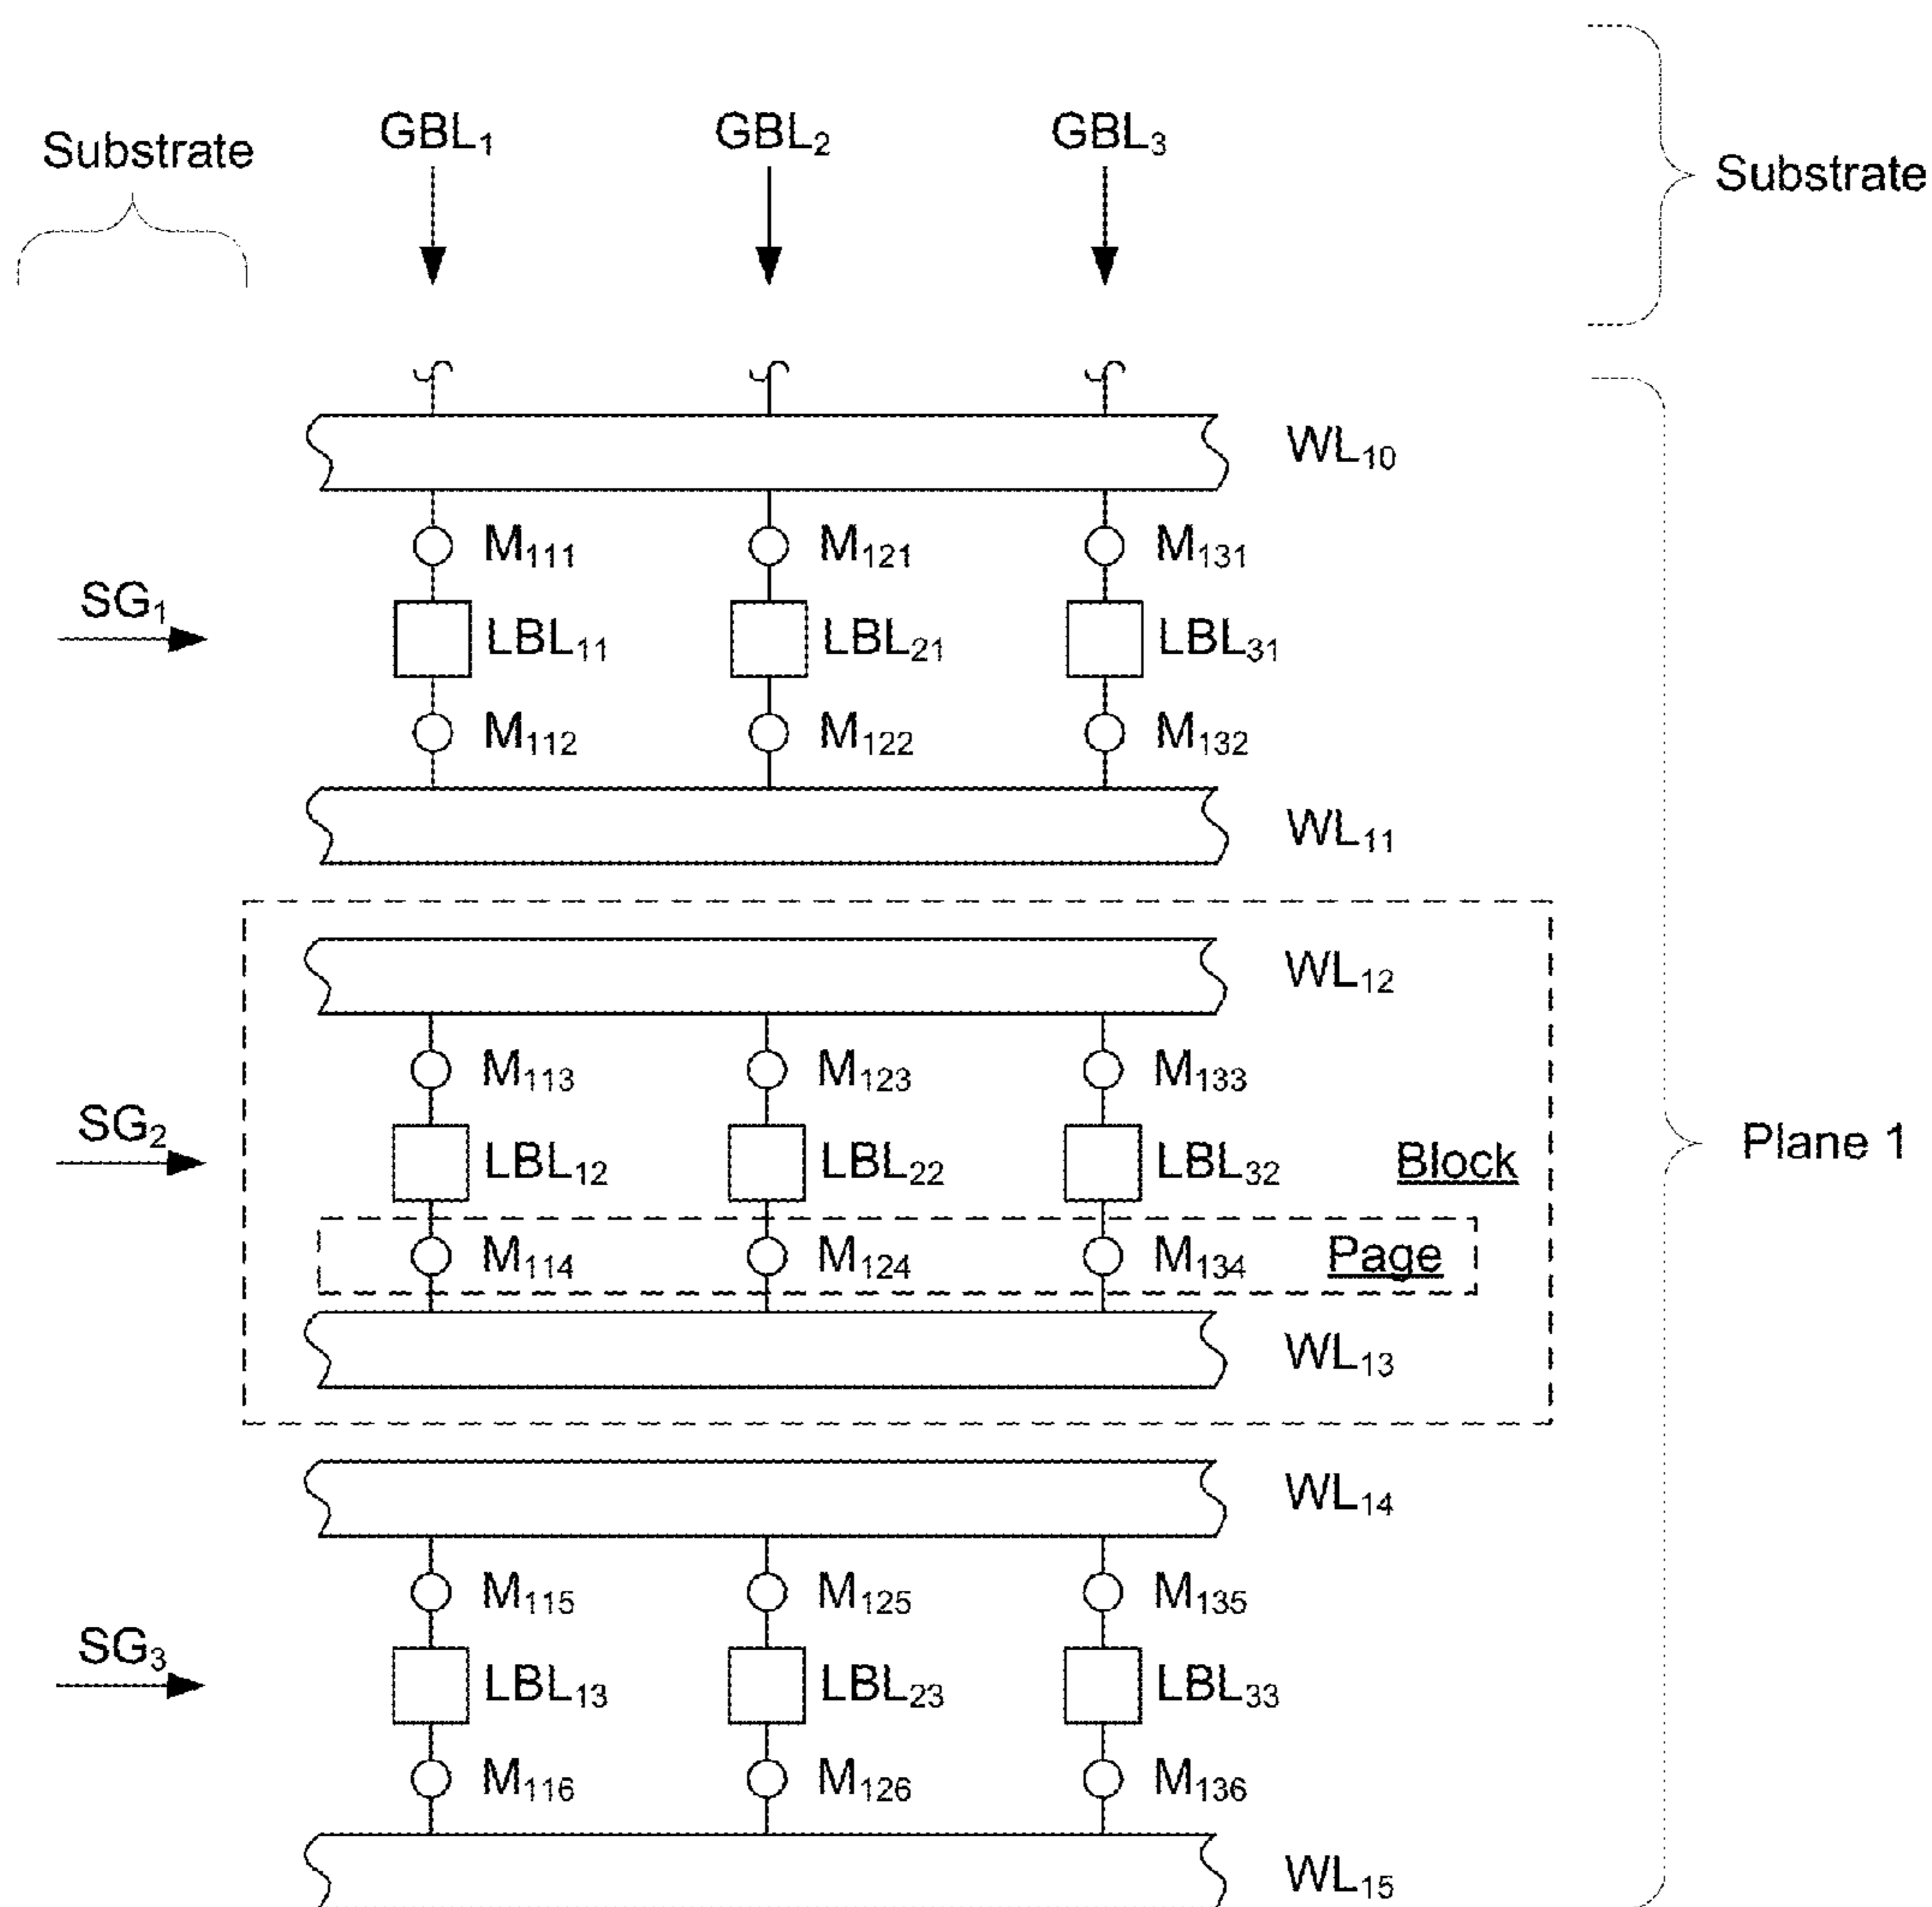 Substrate GBL₁ GBL₂ GBL₃ Substrate
WL₁₀
M₁₁₁ M₁₂₁ M₁₃₁
SG₁ LBL₁₁ LBL₂₁ LBL₃₁
M₁₁₂ M₁₂₂ M₁₃₂
WL₁₁
WL₁₂
M₁₁₃ M₁₂₃ M₁₃₃
SG₂ LBL₁₂ LBL₂₂ LBL₃₂ Block Plane 1
M₁₁₄ M₁₂₄ M₁₃₄ Page
WL₁₃
WL₁₄
M₁₁₅ M₁₂₅ M₁₃₅
SG₃ LBL₁₃ LBL₂₃ LBL₃₃
M₁₁₆ M₁₂₆ M₁₃₆
WL₁₅